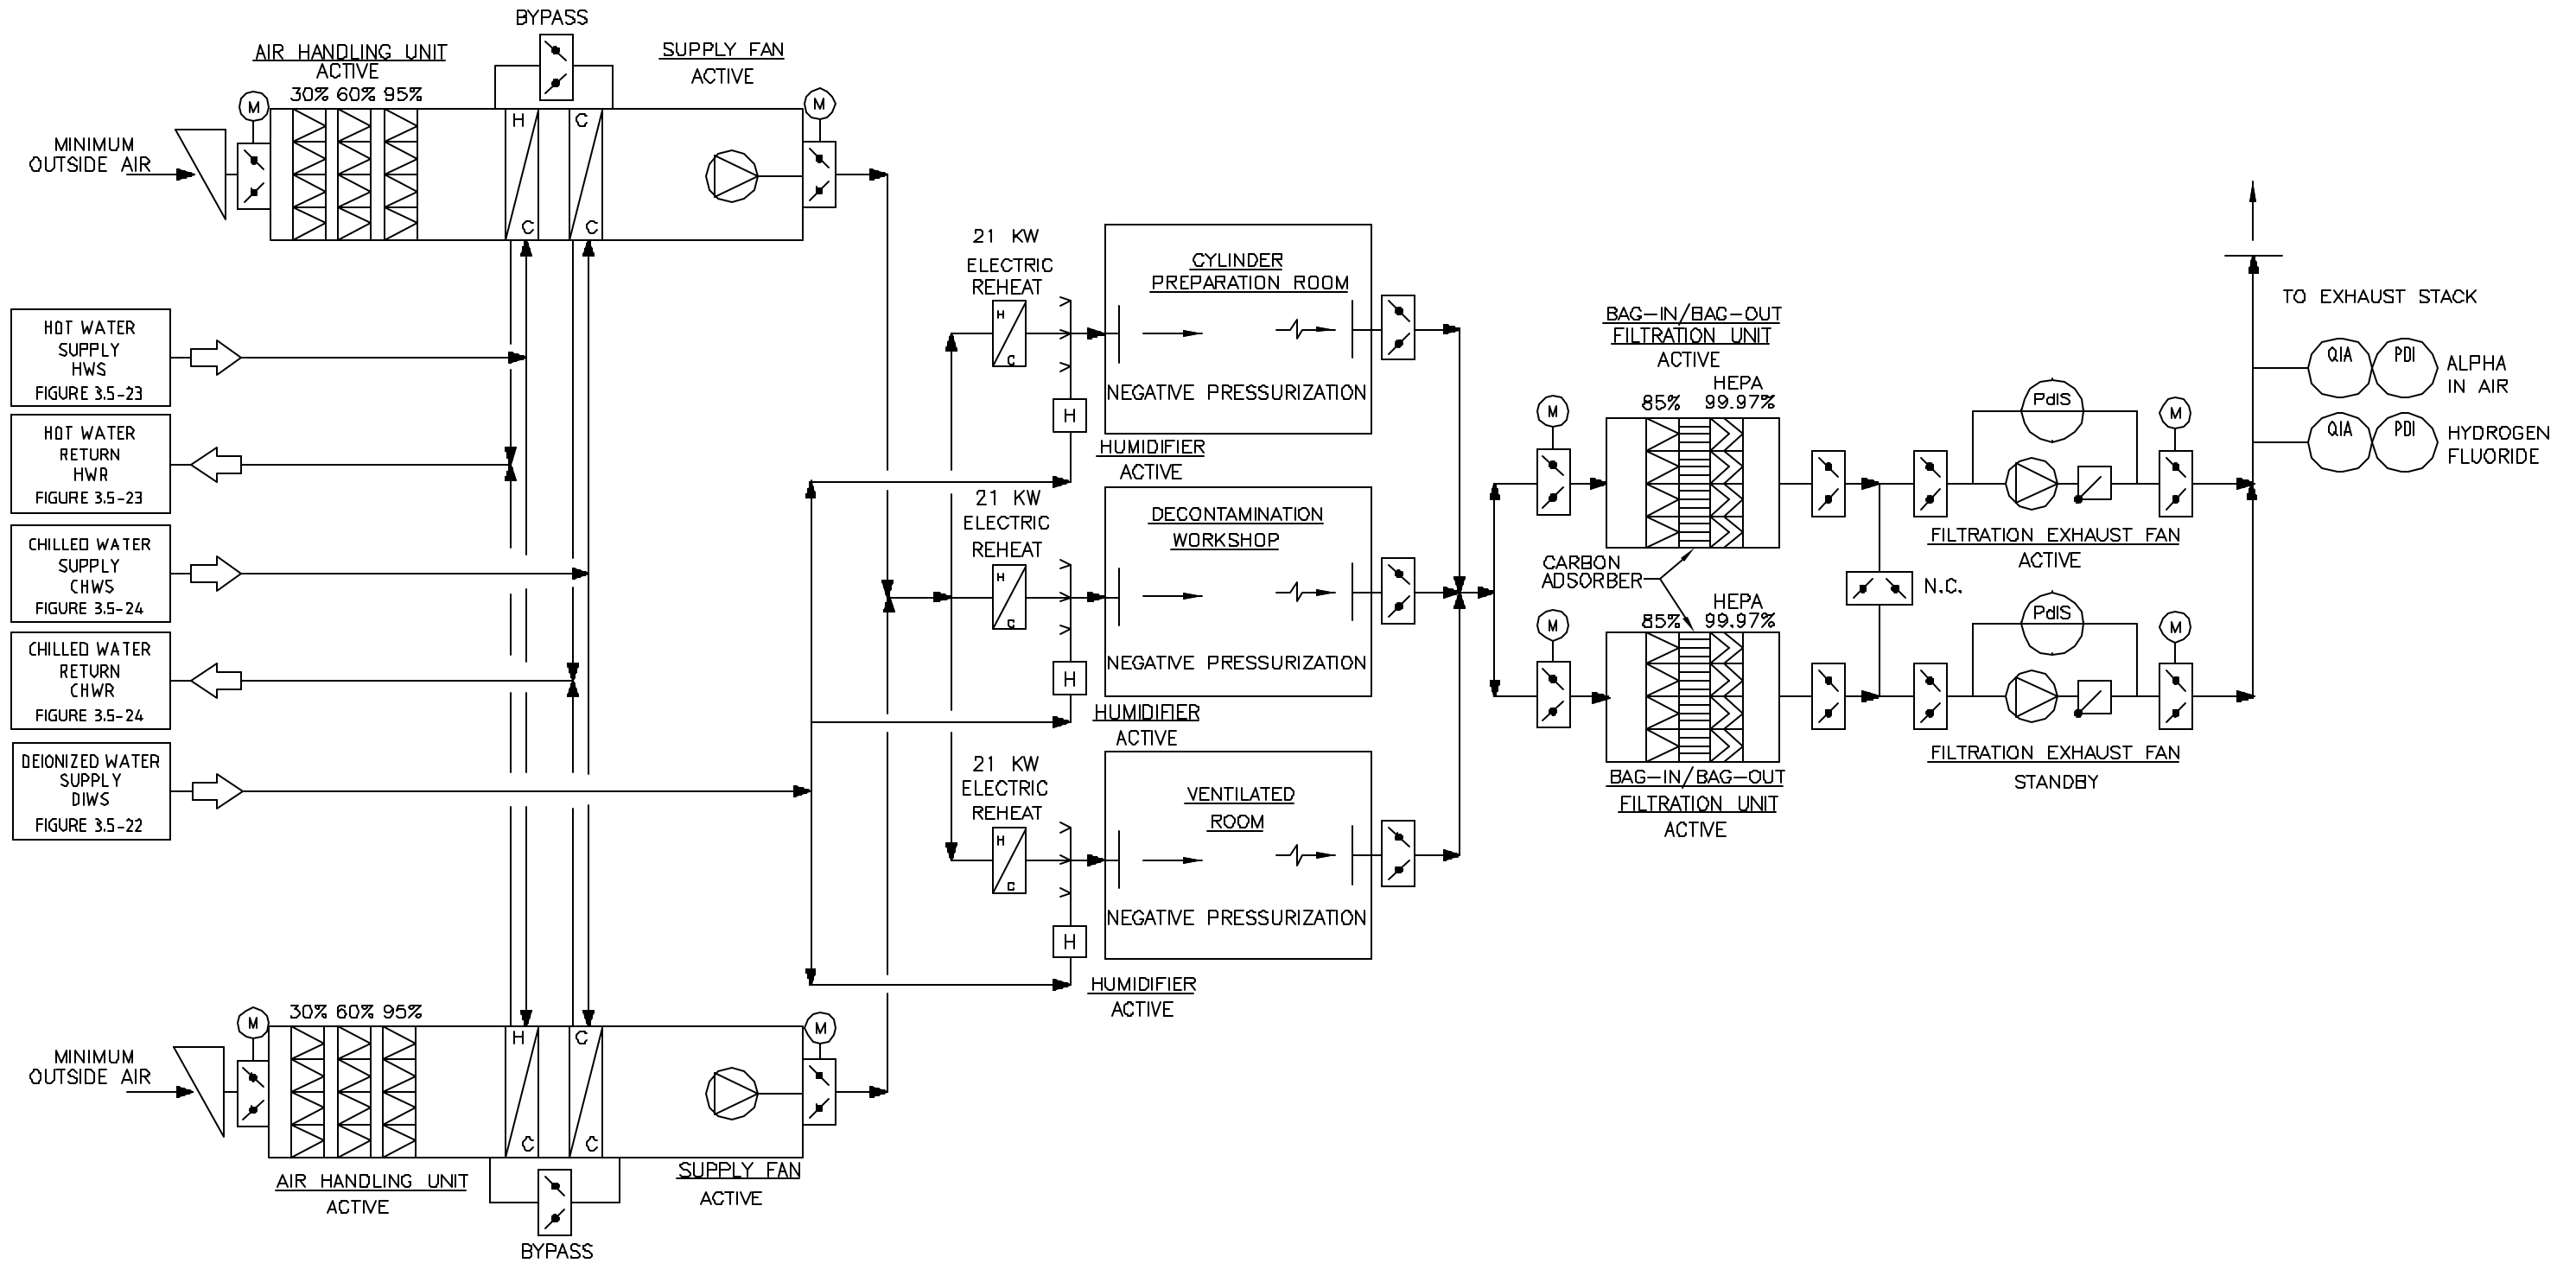 BYPASS
AIR HANDLING UNIT
ACTIVE
30% 60% 95%
SUPPLY FAN
ACTIVE
M
M
MINIMUM
OUTSIDE AIR
H
C
C
C
HOT WATER
SUPPLY
HWS
FIGURE 3.5-23
HOT WATER
RETURN
HWR
FIGURE 3.5-23
CHILLED WATER
SUPPLY
CHWS
FIGURE 3.5-24
CHILLED WATER
RETURN
CHWR
FIGURE 3.5-24
DEIONIZED WATER
SUPPLY
DIWS
FIGURE 3.5-22
21 KW
ELECTRIC
REHEAT
H
C
H
CYLINDER
PREPARATION ROOM
NEGATIVE PRESSURIZATION
HUMIDIFIER
ACTIVE
21 KW
ELECTRIC
REHEAT
H
C
H
DECONTAMINATION
WORKSHOP
NEGATIVE PRESSURIZATION
HUMIDIFIER
ACTIVE
21 KW
ELECTRIC
REHEAT
H
C
H
VENTILATED
ROOM
NEGATIVE PRESSURIZATION
HUMIDIFIER
ACTIVE
BAG-IN/BAG-OUT
FILTRATION UNIT
ACTIVE
HEPA
85% 99.97%
M
CARBON
ADSORBER
M
HEPA
85% 99.97%
BAG-IN/BAG-OUT
FILTRATION UNIT
ACTIVE
N.C.
PdIS
M
FILTRATION EXHAUST FAN
ACTIVE
PdIS
M
FILTRATION EXHAUST FAN
STANDBY
TO EXHAUST STACK
QIA PDI
ALPHA
IN AIR
QIA PDI
HYDROGEN
FLUORIDE
30% 60% 95%
M
M
MINIMUM
OUTSIDE AIR
H
C
C
C
AIR HANDLING UNIT
ACTIVE
SUPPLY FAN
ACTIVE
BYPASS